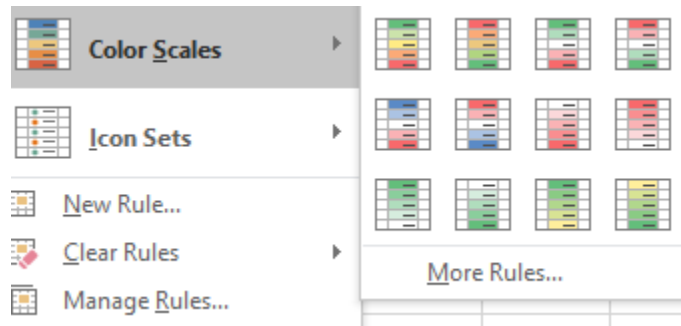 Color Scales
Icon Sets
New Rule...
Clear Rules
Manage Rules...
More Rules...